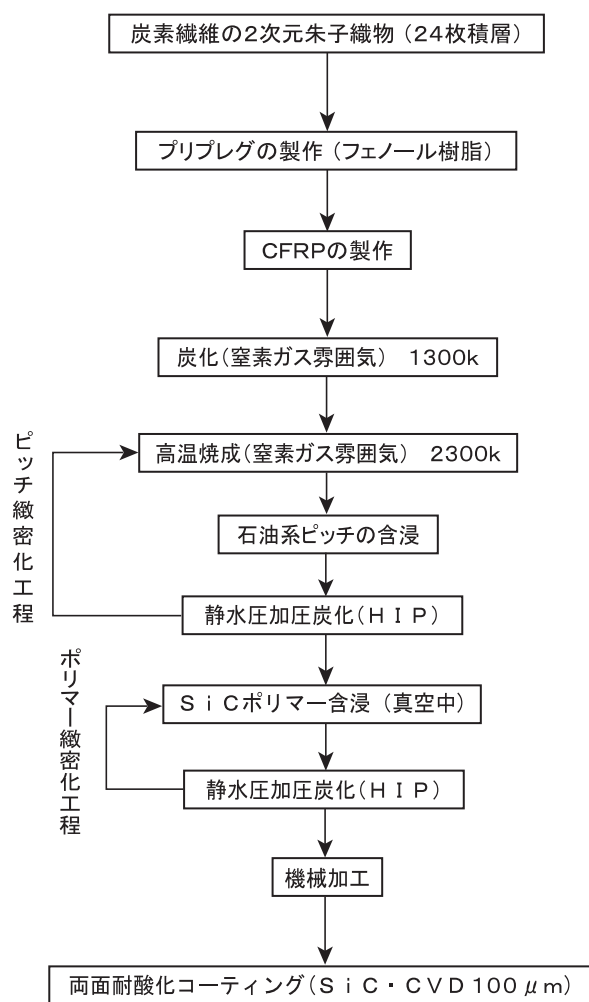 炭素繊維の2次元朱子織物（24枚積層）
プリプレグの製作（フェノール樹脂）
CFRPの製作
炭化（窒素ガス雰囲気） 1300k
高温焼成（窒素ガス雰囲気） 2300k
ピッチ緻密化工程
石油系ピッチの含浸
静水圧加圧炭化（ＨＩＰ）
ＳｉＣポリマー含浸（真空中）
ポリマー緻密化工程
静水圧加圧炭化（ＨＩＰ）
機械加工
両面耐酸化コーティング（ＳｉＣ・ＣＶＤ100μm）